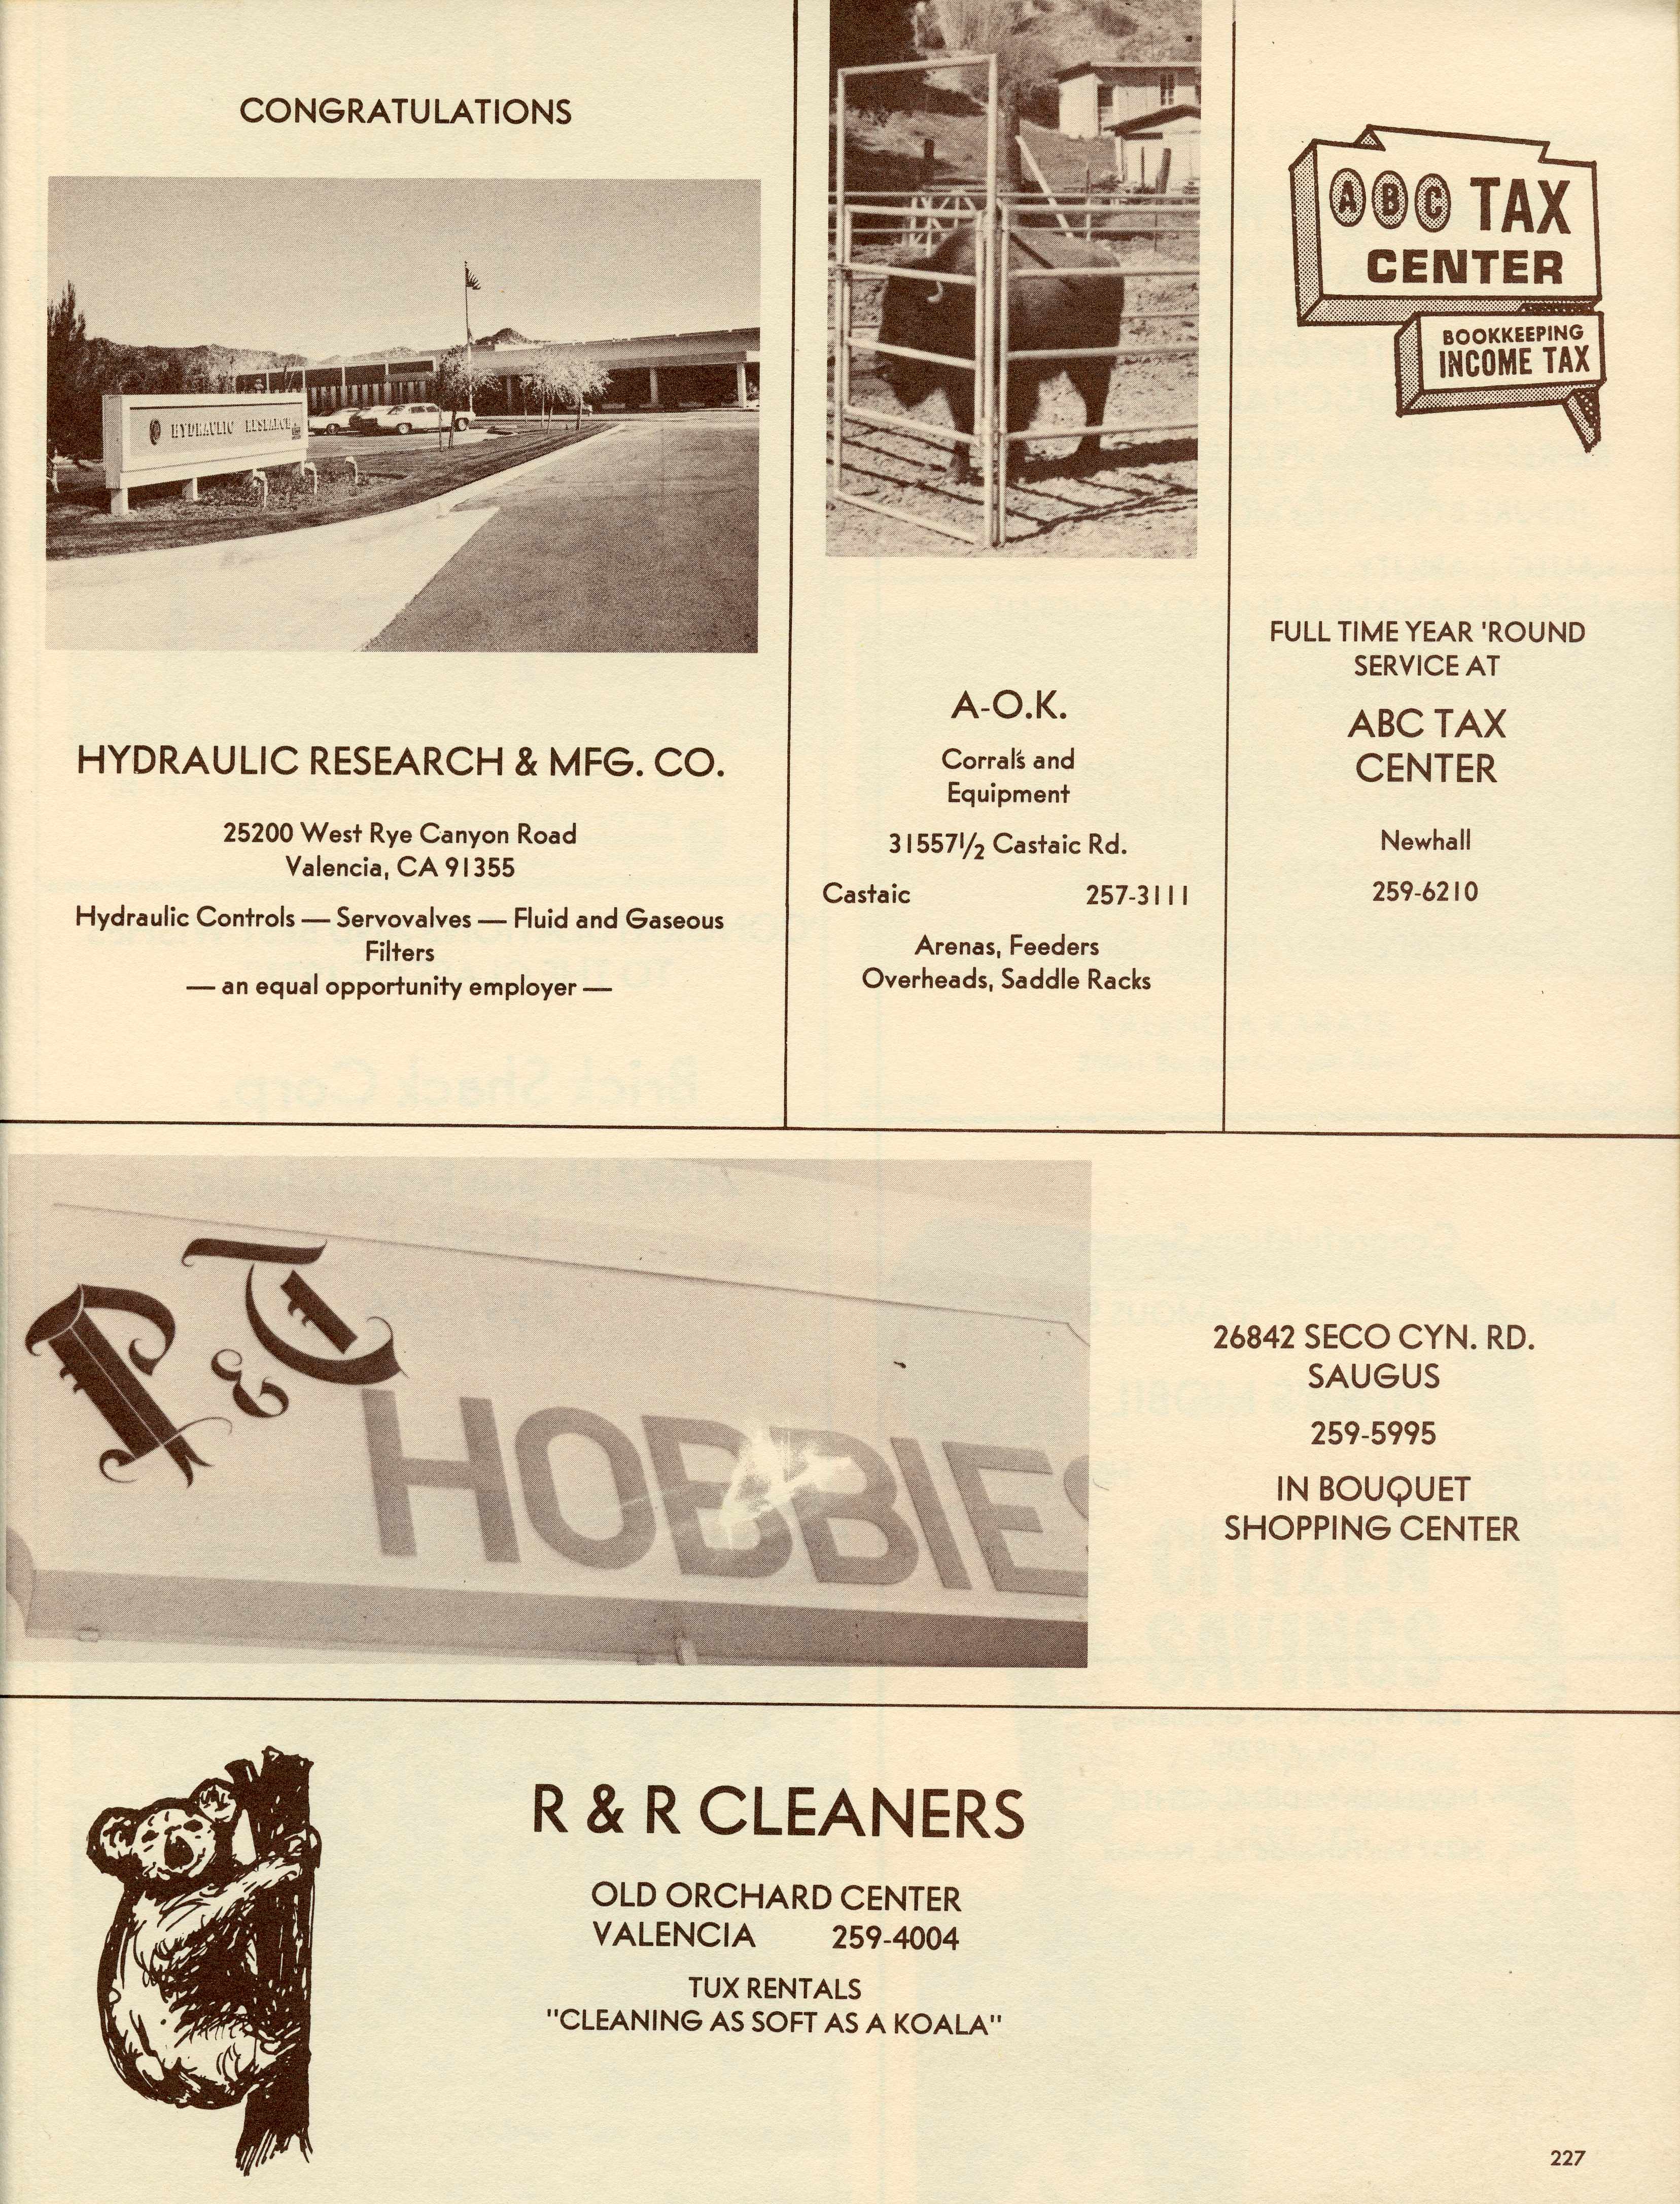 CONGRATULATIONS
HYDRAULIC RESEARCH
HYDRAULIC RESEARCH & MFG. CO.
25200 West Rye Canyon Road
Valencia, CA 91355
Hydraulic Controls — Servovalves — Fluid and Gaseous
Filters
— an equal opportunity employer —
A-O.K.
Corral's and
Equipment
31557½ Castaic Rd.
Castaic 257-3111
Arenas, Feeders
Overheads, Saddle Racks
ABC TAX
CENTER
BOOKKEEPING
INCOME TAX
FULL TIME YEAR 'ROUND
SERVICE AT
ABC TAX
CENTER
Newhall
259-6210
P & T
HOBBIES
26842 SECO CYN. RD.
SAUGUS
259-5995
IN BOUQUET
SHOPPING CENTER
R & R CLEANERS
OLD ORCHARD CENTER
VALENCIA 259-4004
TUX RENTALS
"CLEANING AS SOFT AS A KOALA"
227